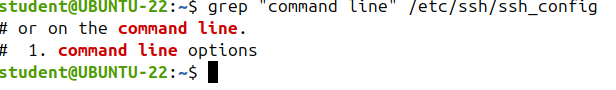 student@UBUNTU-22:~$ grep "command line" /etc/ssh/ssh_config
# or on the command line.
#  1. command line options
student@UBUNTU-22:~$